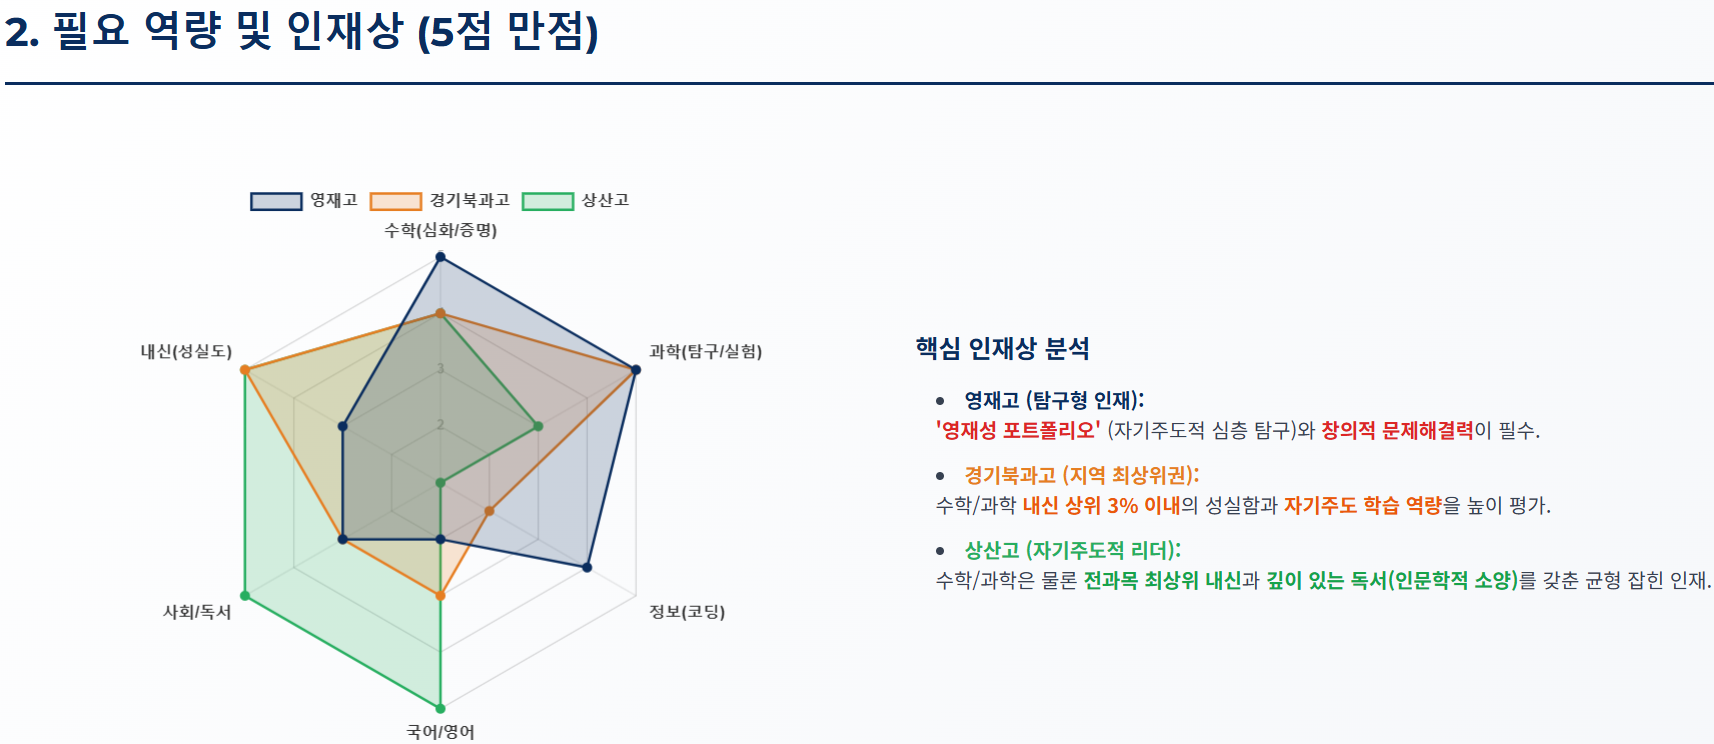 2. 필요 역량 및 인재상 (5점 만점)
영재고 경기북과고 상산고
수학(심화/증명)
내신(성실도)
과학(탐구/실험)
3
2
사회/독서
정보(코딩)
국어/영어
핵심 인재상 분석
• 영재고 (탐구형 인재):
'영재성 포트폴리오' (자기주도적 심층 탐구)와 창의적 문제해결력이 필수.
• 경기북과고 (지역 최상위권):
수학/과학 내신 상위 3% 이내의 성실함과 자기주도 학습 역량을 높이 평가.
• 상산고 (자기주도적 리더):
수학/과학은 물론 전과목 최상위 내신과 깊이 있는 독서(인문학적 소양)를 갖춘 균형 잡힌 인재.